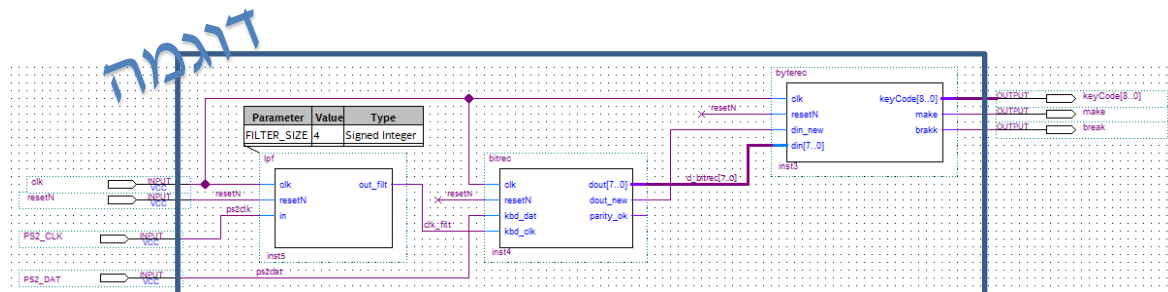 דוגמה
byterec
clk
resetN
din_new
din[7..0]
keyCode[8..0]
make
brakk
inst3
resetN
OUTPUT
keyCode[8..0]
OUTPUT
make
OUTPUT
break
Parameter Value Type
FILTER_SIZE 4 Signed Integer
lpf
clk
resetN
in
out_filt
inst5
bitrec
clk
resetN
kbd_dat
kbd_clk
dout[7..0]
dout_new
parity_ok
inst4
d_bitrec[7..0]
resetN
clk_filt
clk
INPUT
VCC
resetN
INPUT
VCC
resetN
ps2clk
PS2_CLK
INPUT
VCC
PS2_DAT
INPUT
VCC
ps2dat